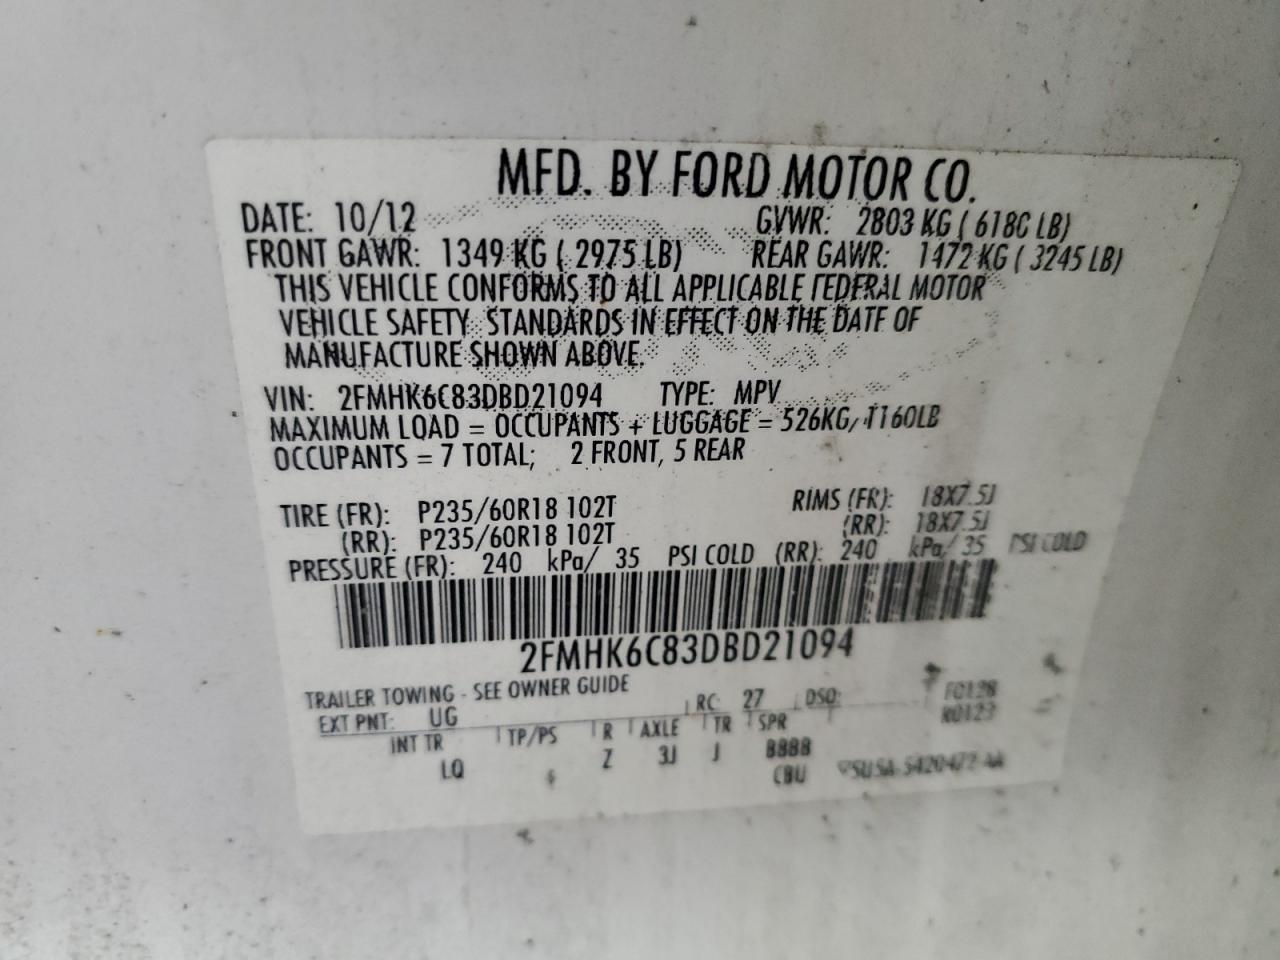 MFD. BY FORD MOTOR CO.
DATE: 10/12 GVWR: 2803 KG ( 6180 LB)
FRONT GAWR: 1349 KG ( 2975 LB) REAR GAWR: 1472 KG ( 3245 LB)
THIS VEHICLE CONFORMS TO ALL APPLICABLE FEDERAL MOTOR
VEHICLE SAFETY STANDARDS IN EFFECT ON THE DATE OF
MANUFACTURE SHOWN ABOVE.
VIN: 2FMHK6C83DBD21094 TYPE: MPV
MAXIMUM LOAD = OCCUPANTS + LUGGAGE = 526KG, 1160LB
OCCUPANTS = 7 TOTAL; 2 FRONT, 5 REAR
TIRE (FR): P235/60R18 102T RIMS (FR): 18X7.5J
(RR): P235/60R18 102T (RR): 18X7.5J
PRESSURE (FR): 240 kPa/ 35 PSI COLD (RR): 240 kPa/ 35 PSI COLD
2FMHK6C83DBD21094
TRAILER TOWING - SEE OWNER GUIDE
EXT PNT: UG RC: 27 DSO: F0128
R0127
INT TR TP/PS R AXLE TR SPR
LQ Z 3J J BBBB
CBU